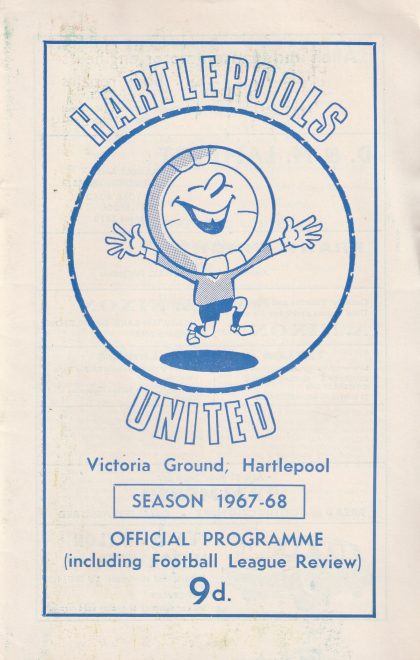 HARTLEPOOLS
UNITED
Victoria Ground, Hartlepool
SEASON 1967-68
OFFICIAL PROGRAMME
(including Football League Review)
9d.